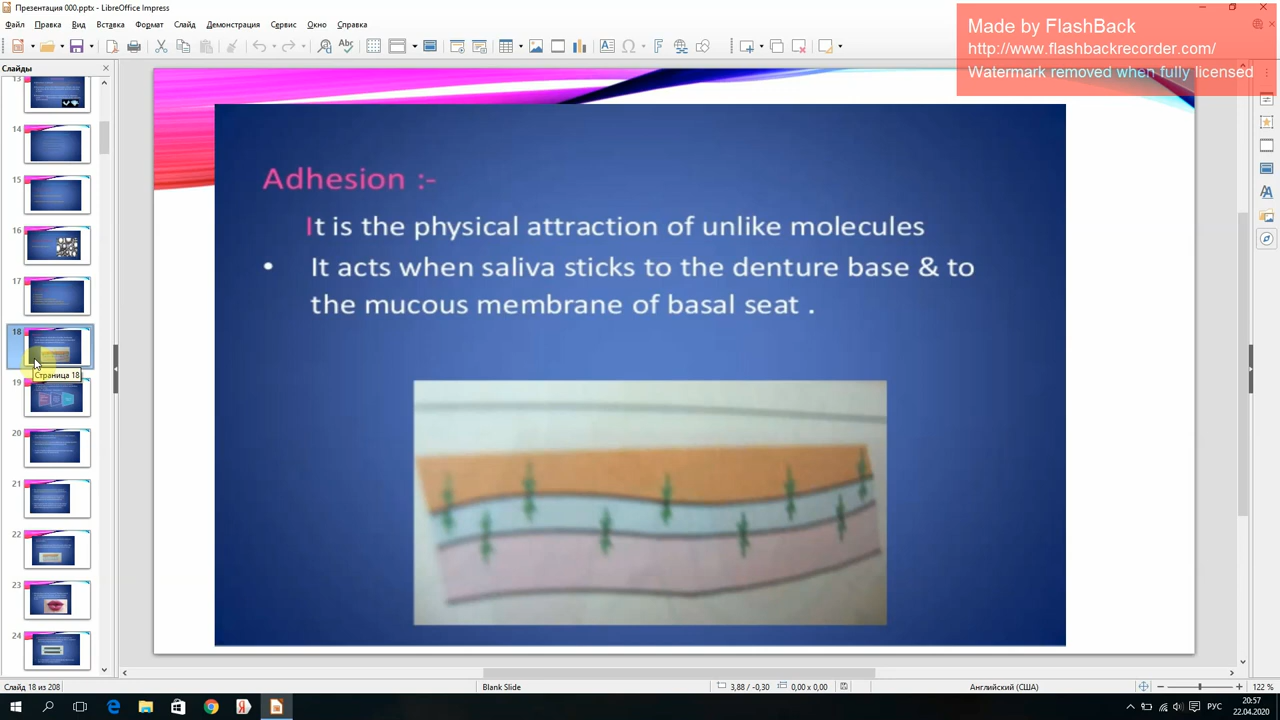 Презентация 000.pptx - LibreOffice Impress
Made by FlashBack
http://www.flashbackrecorder.com/
Watermark removed when fully licensed
Файл Правка Вид Вставка Формат Слайд Демонстрация Сервис Окно Справка
Слайды
13
14
15
16
17
18
Страница 18
19
20
21
22
23
24
Adhesion :-
It is the physical attraction of unlike molecules
• It acts when saliva sticks to the denture base & to
the mucous membrane of basal seat .
Слайд 18 из 208
Blank Slide
3,88 / -0,30
0,00 x 0,00
Английский (США)
122 %
РУС
20:57
22.04.2020